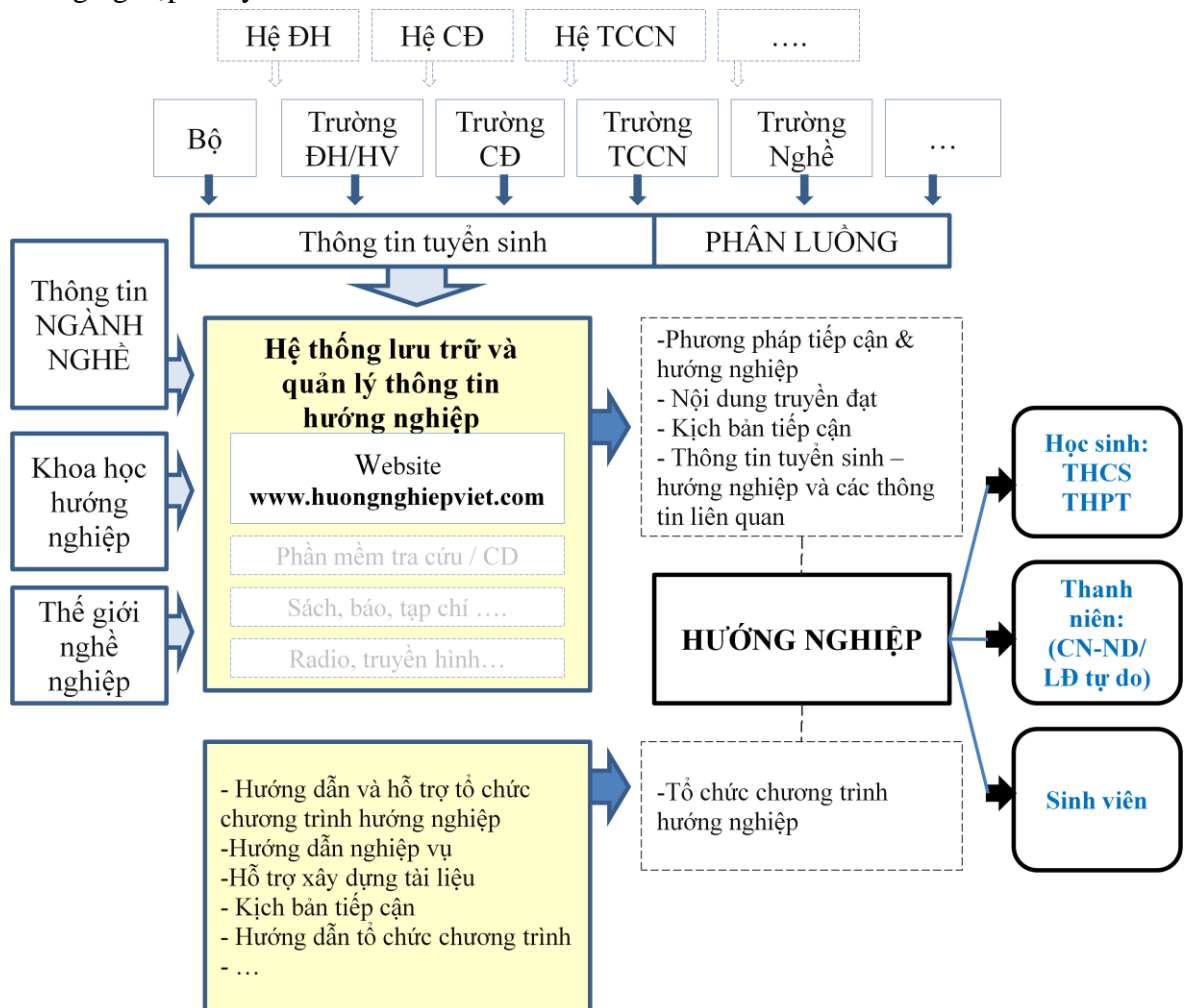 Hệ ĐH
Hệ CĐ
Hệ TCCN
….
Bộ
Trường
ĐH/HV
Trường
CĐ
Trường
TCCN
Trường
Nghề
…
Thông tin tuyển sinh
PHÂN LUỒNG
Thông tin
NGÀNH
NGHỀ
Khoa học
hướng
nghiệp
Thế giới
nghề
nghiệp
Hệ thống lưu trữ và
quản lý thông tin
hướng nghiệp
Website
www.huongnghiepviet.com
Phần mềm tra cứu / CD
Sách, báo, tạp chí ….
Radio, truyền hình…
-Phương pháp tiếp cận &
hướng nghiệp
- Nội dung truyền đạt
- Kịch bản tiếp cận
- Thông tin tuyển sinh –
hướng nghiệp và các thông
tin liên quan
HƯỚNG NGHIỆP
Học sinh:
THCS
THPT
Thanh
niên:
(CN-ND/
LĐ tự do)
Sinh viên
- Hướng dẫn và hỗ trợ tổ chức
chương trình hướng nghiệp
-Hướng dẫn nghiệp vụ
-Hỗ trợ xây dựng tài liệu
- Kịch bản tiếp cận
- Hướng dẫn tổ chức chương trình
- …
-Tổ chức chương trình
hướng nghiệp